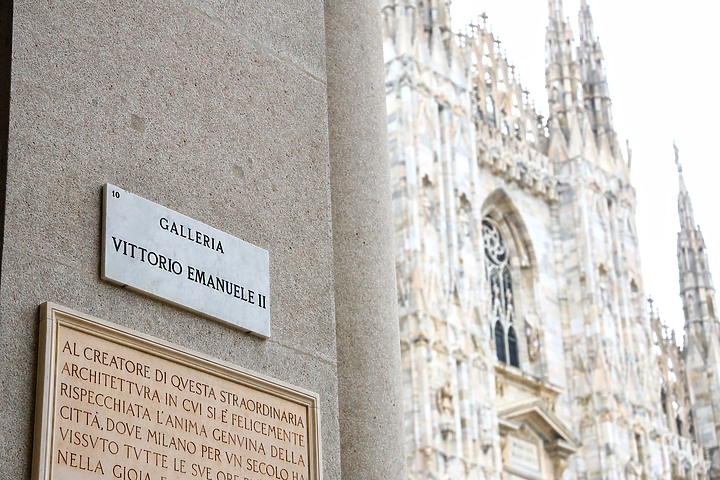 10
GALLERIA
VITTORIO EMANUELE II
AL CREATORE DI QVESTA STRAORDINARIA
ARCHITETTVRA IN CVI SI È FELICEMENTE
RISPECCHIATA L'ANIMA GENVINA DELLA
CITTÀ, DOVE MILANO PER VN SECOLO HA
VISSVTO TVTTE LE SVE ORE
NELLA GIOIA E